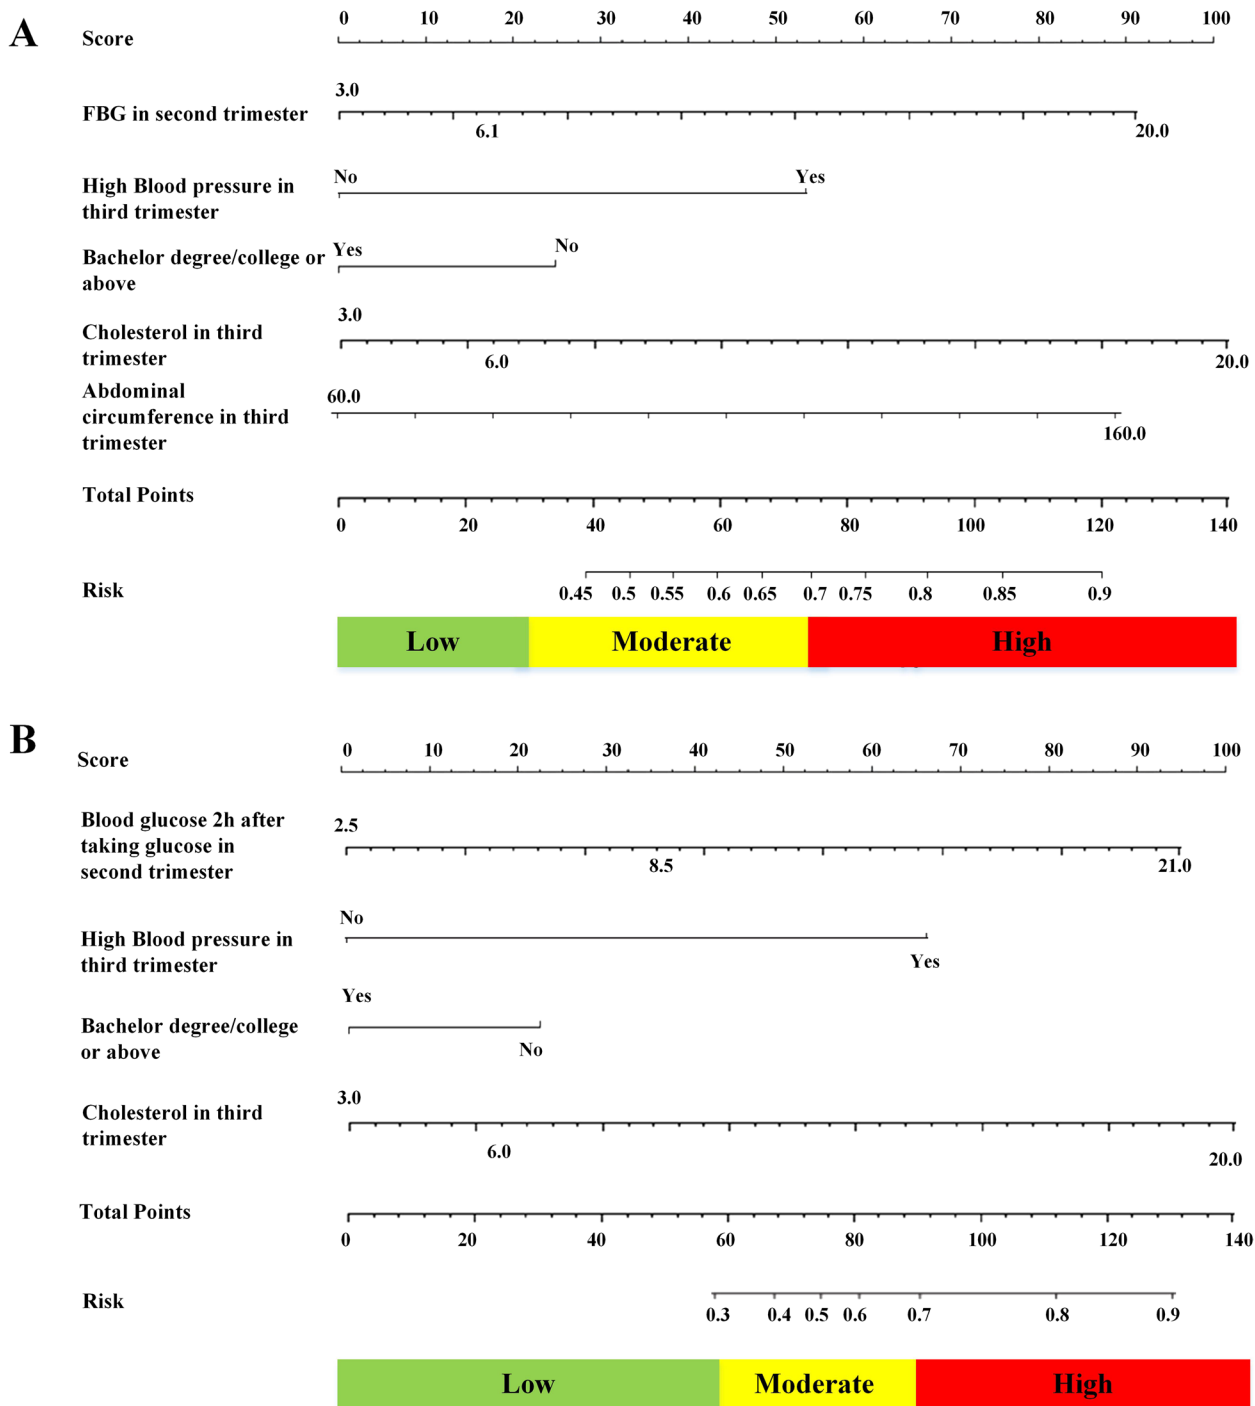 A
0 10 20 30 40 50 60 70 80 90 100
Score
3.0
FBG in second trimester
6.1 20.0
No Yes
High Blood pressure in
third trimester
Yes No
Bachelor degree/college or
above
3.0
Cholesterol in third
trimester
6.0 20.0
Abdominal
60.0
circumference in third
trimester
160.0
Total Points
0 20 40 60 80 100 120 140
Risk
0.45 0.5 0.55 0.6 0.65 0.7 0.75 0.8 0.85 0.9
Low Moderate High
B
0 10 20 30 40 50 60 70 80 90 100
Score
Blood glucose 2h after
2.5
taking glucose in
second trimester
8.5 21.0
No
High Blood pressure in
third trimester
Yes
Yes
Bachelor degree/college
or above
No
3.0
Cholesterol in third
trimester
6.0 20.0
Total Points
0 20 40 60 80 100 120 140
Risk
0.3 0.4 0.5 0.6 0.7 0.8 0.9
Low Moderate High